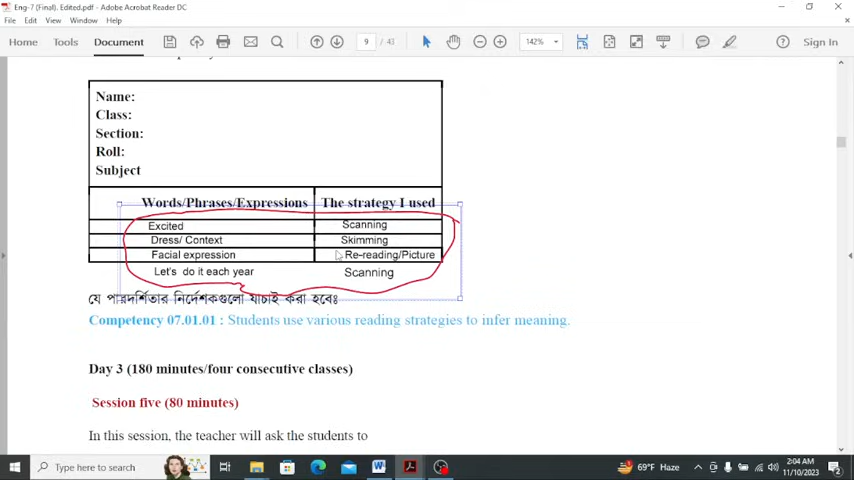 Eng-7 (Final). Edited.pdf - Adobe Acrobat Reader DC
File Edit View Sign Window Help
Home Tools Document 9 / 43 142% Sign In
Name:
Class:
Section:
Roll:
Subject
Words/Phrases/Expressions The strategy I used
Excited Scanning
Dress/ Context Skimming
Facial expression Re-reading/Picture
Let's do it each year Scanning
যে পারদর্শিতার নির্দেশকগুলো যাচাই করা হবেঃ
Competency 07.01.01 : Students use various reading strategies to infer meaning.
Day 3 (180 minutes/four consecutive classes)
Session five (80 minutes)
In this session, the teacher will ask the students to
Type here to search 69°F Haze 2:04 AM
11/10/2023